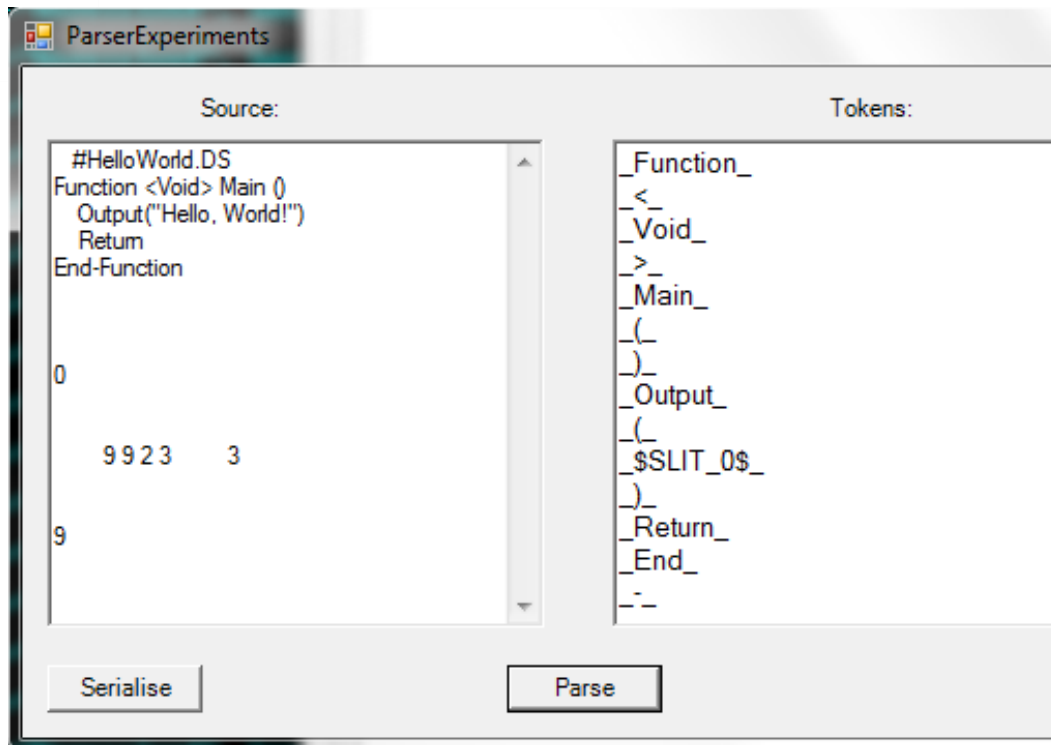 ParserExperiments
Source:
#HelloWorld.DS
Function <Void> Main ()
Output("Hello, World!")
Return
End-Function
0
9 9 2 3 3
9
Serialise
Tokens:
_Function_
_<_
_Void_
_>_
_Main_
_(_
_)_
_Output_
_(_
_$SLIT_0$_
_)_
_Return_
_End_
_-_
Parse